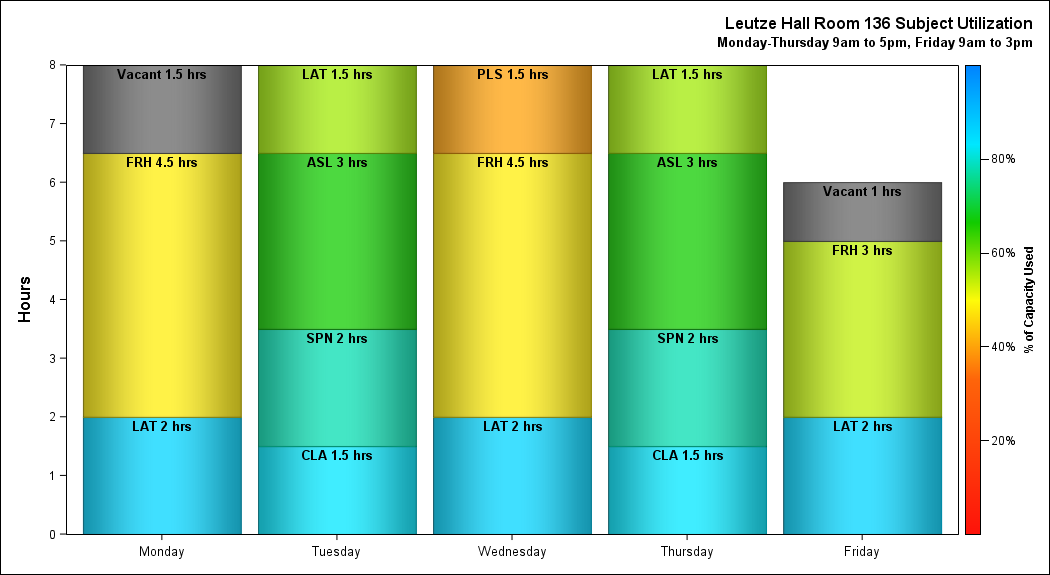 Leutze Hall Room 136 Subject Utilization
Monday-Thursday 9am to 5pm, Friday 9am to 3pm
Hours
8
7
6
5
4
3
2
1
0
Vacant 1.5 hrs
FRH 4.5 hrs
LAT 2 hrs
LAT 1.5 hrs
ASL 3 hrs
SPN 2 hrs
CLA 1.5 hrs
PLS 1.5 hrs
FRH 4.5 hrs
LAT 2 hrs
LAT 1.5 hrs
ASL 3 hrs
SPN 2 hrs
CLA 1.5 hrs
Vacant 1 hrs
FRH 3 hrs
LAT 2 hrs
Monday
Tuesday
Wednesday
Thursday
Friday
80%
60%
40%
20%
% of Capacity Used